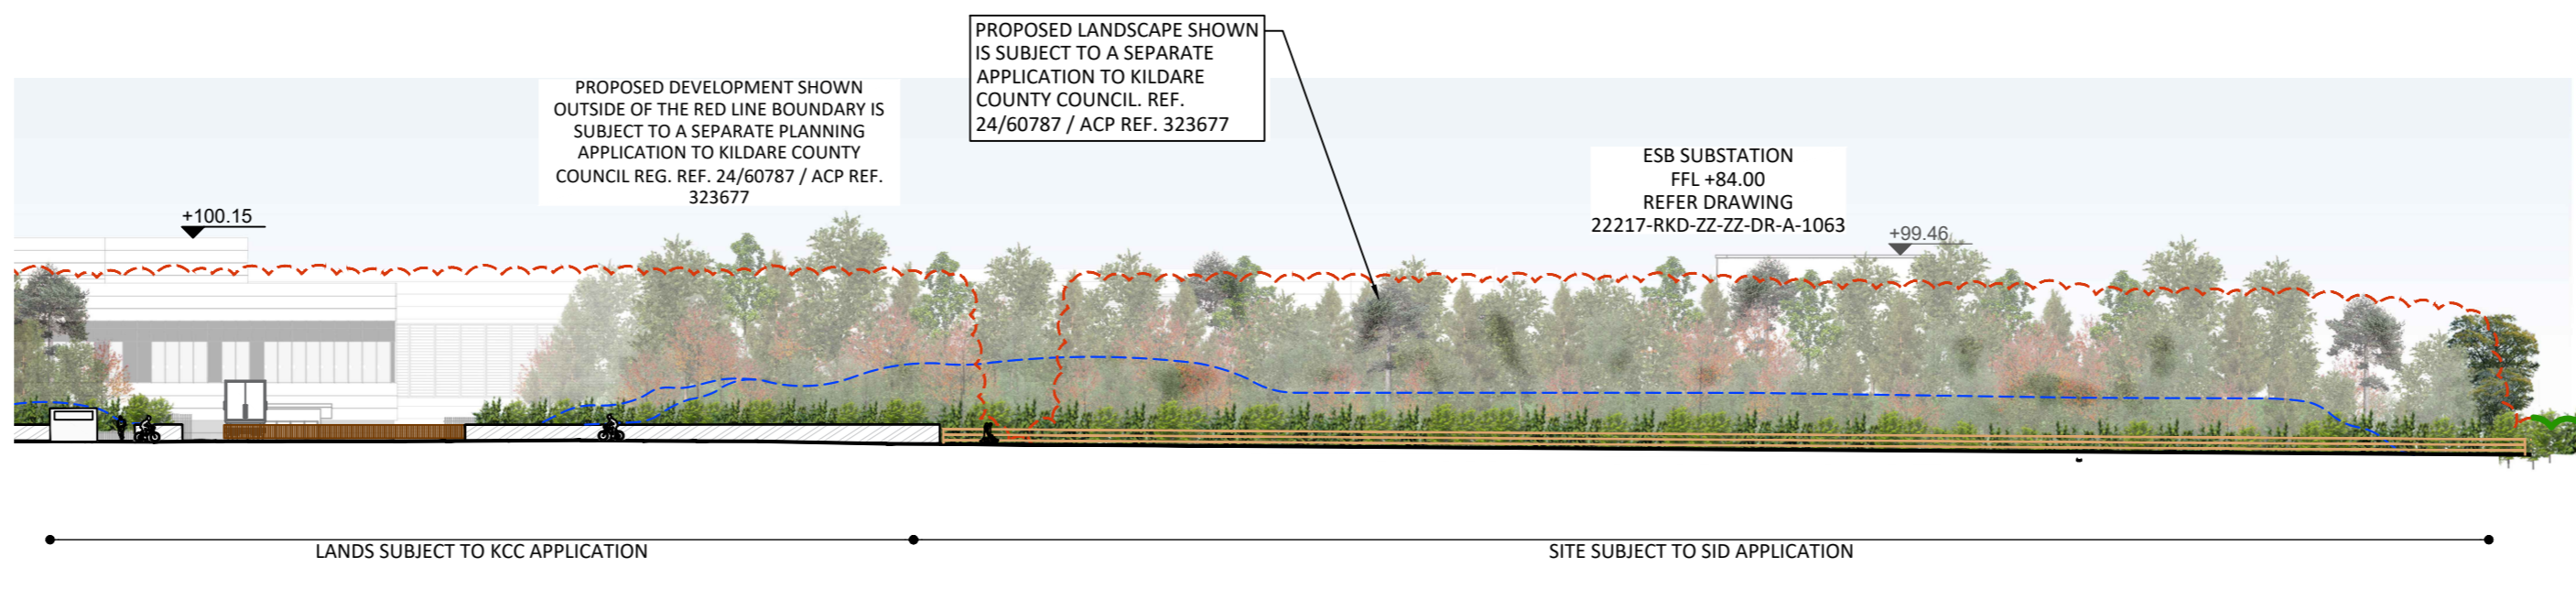 PROPOSED LANDSCAPE SHOWN
IS SUBJECT TO A SEPARATE
APPLICATION TO KILDARE
COUNTY COUNCIL. REF.
24/60787 / ACP REF. 323677
PROPOSED DEVELOPMENT SHOWN
OUTSIDE OF THE RED LINE BOUNDARY IS
SUBJECT TO A SEPARATE PLANNING
APPLICATION TO KILDARE COUNTY
COUNCIL REG. REF. 24/60787 / ACP REF.
323677
ESB SUBSTATION
FFL +84.00
REFER DRAWING
22217-RKD-ZZ-ZZ-DR-A-1063
+100.15
+99.46
LANDS SUBJECT TO KCC APPLICATION
SITE SUBJECT TO SID APPLICATION